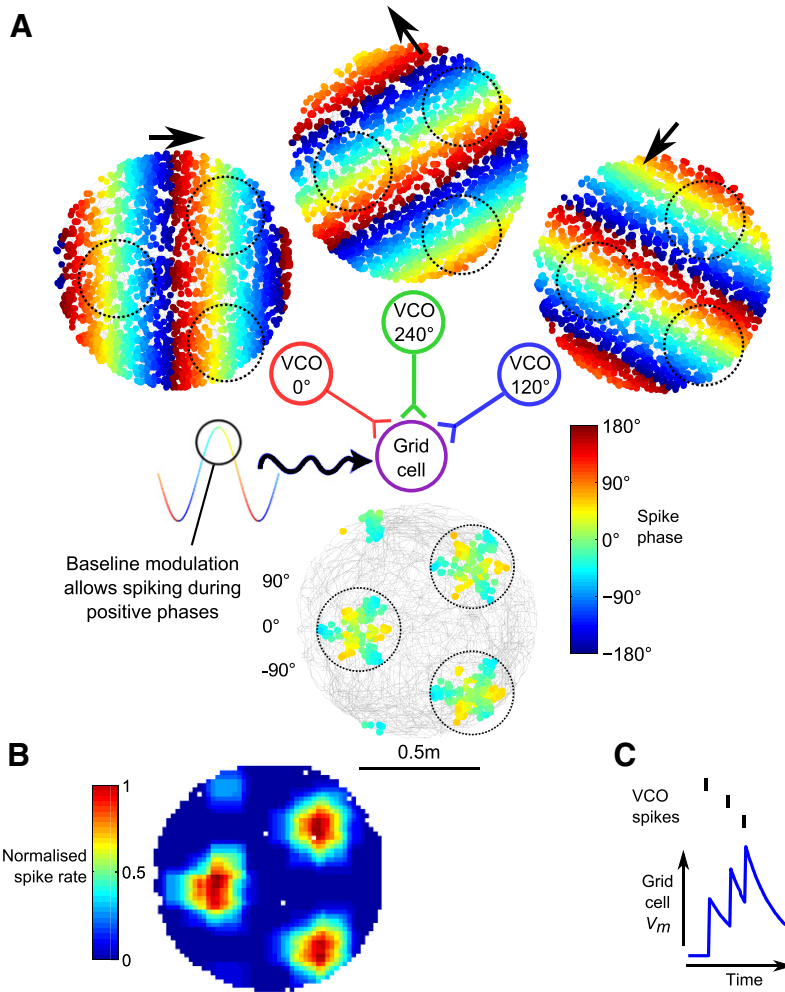 A
VCO
240°
VCO
0°
VCO
120°
Grid
cell
180°
90°
0°
−90°
−180°
Spike
phase
Baseline modulation
allows spiking during
positive phases
90°
0°
-90°
0.5m
B
Normalised
spike rate
1
0.5
0
C
VCO
spikes
Grid
cell
Vm
Time